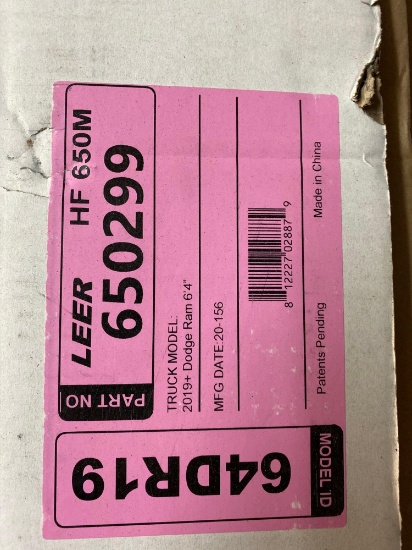 LEER HF 650M
PART NO 650299
TRUCK MODEL:
2019+ Dodge Ram 6'4"
MFG DATE:20-156
8 12227 02887 9
Patents Pending Made in China
MODEL ID
64DR19